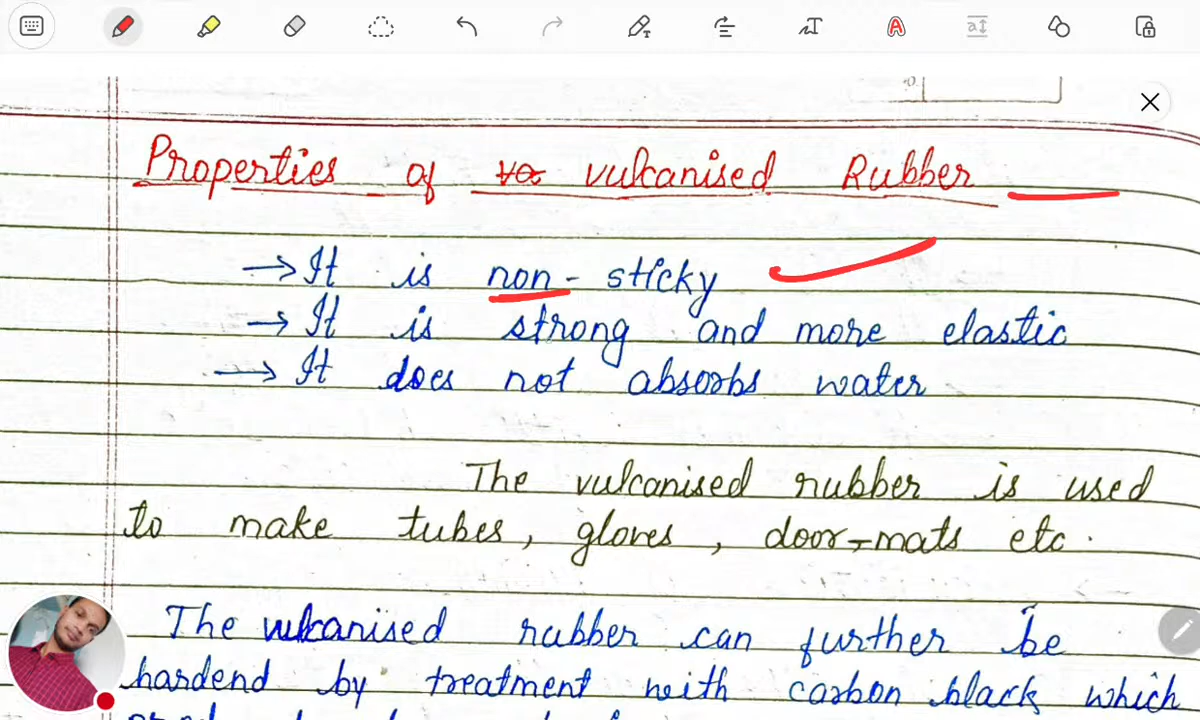 Properties of vulcanised Rubber
→ It is non-sticky
→ It is strong and more elastic
→ It does not absorbs water
The vulcanised rubber is used
to make tubes, gloves, door-mats etc.
The vulcanised rubber can further be
hardend by treatment with carbon black which